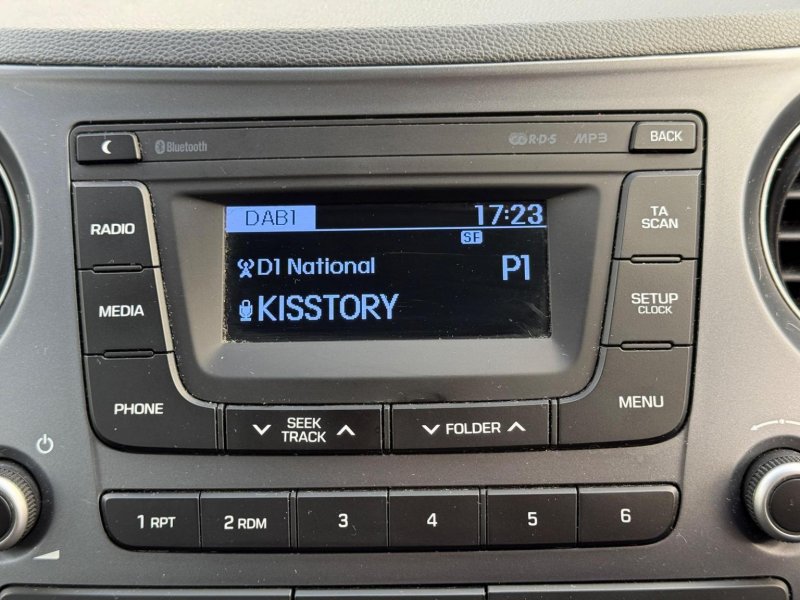 Bluetooth
R·D·S MP3
BACK
RADIO
MEDIA
PHONE
DAB1 17:23
SF
D1 National P1
KISSTORY
TA
SCAN
SETUP
CLOCK
MENU
SEEK
TRACK
FOLDER
1 RPT 2 RDM 3 4 5 6